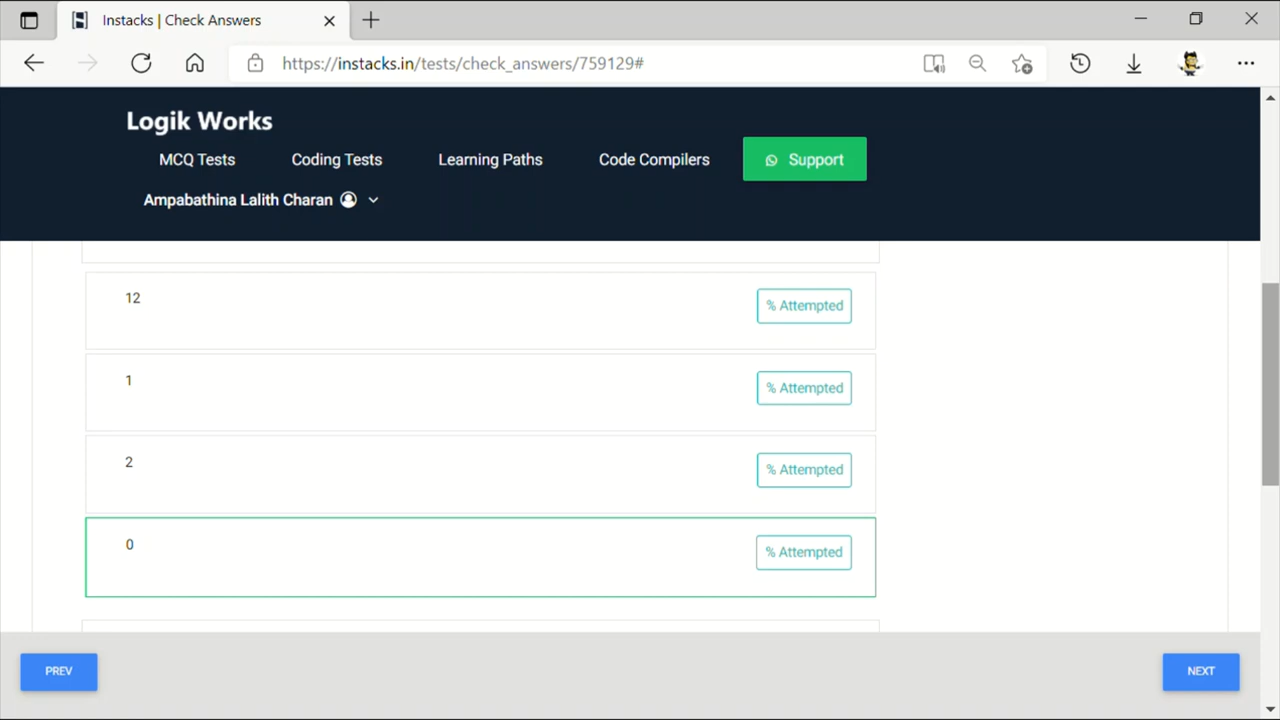 Instacks | Check Answers
https://instacks.in/tests/check_answers/759129#
Logik Works
MCQ Tests Coding Tests Learning Paths Code Compilers Support
Ampabathina Lalith Charan
12 % Attempted
1 % Attempted
2 % Attempted
0 % Attempted
PREV NEXT